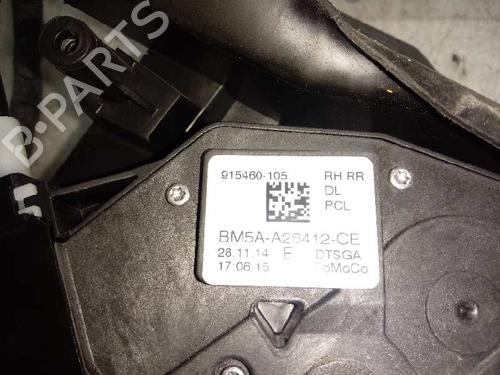 B-PARTS
915460-105 RH RR
DL
PCL
BM5A-A26412-CE
28.11.14 E DTSGA
17:06:15 FoMoCo